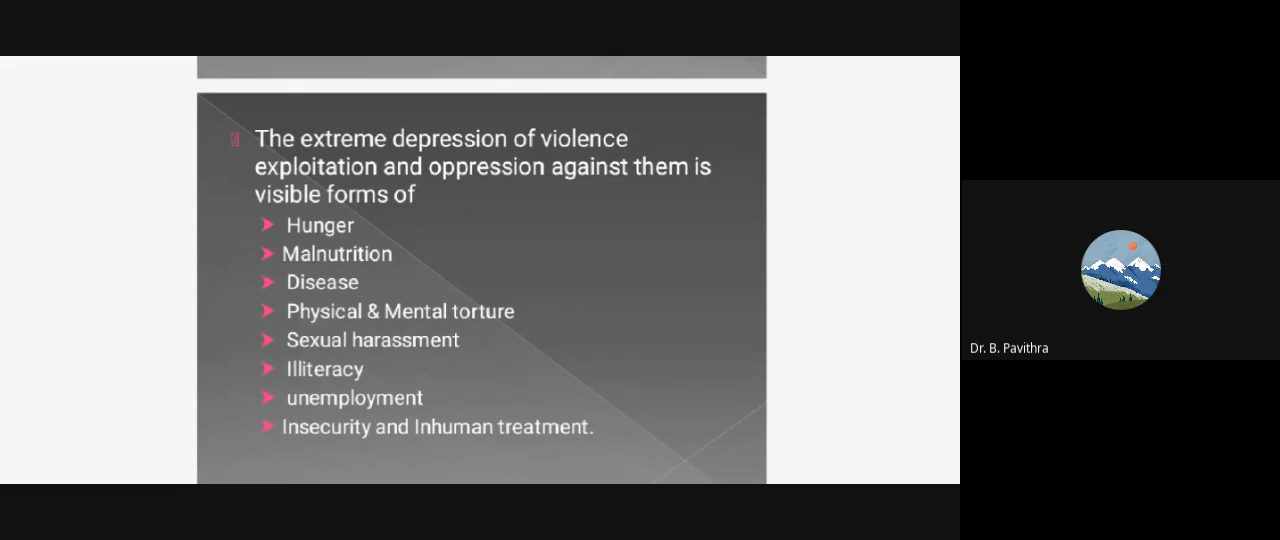 The extreme depression of violence
exploitation and oppression against them is
visible forms of
Hunger
Malnutrition
Disease
Physical & Mental torture
Sexual harassment
Illiteracy
unemployment
Insecurity and Inhuman treatment.
Dr. B. Pavithra